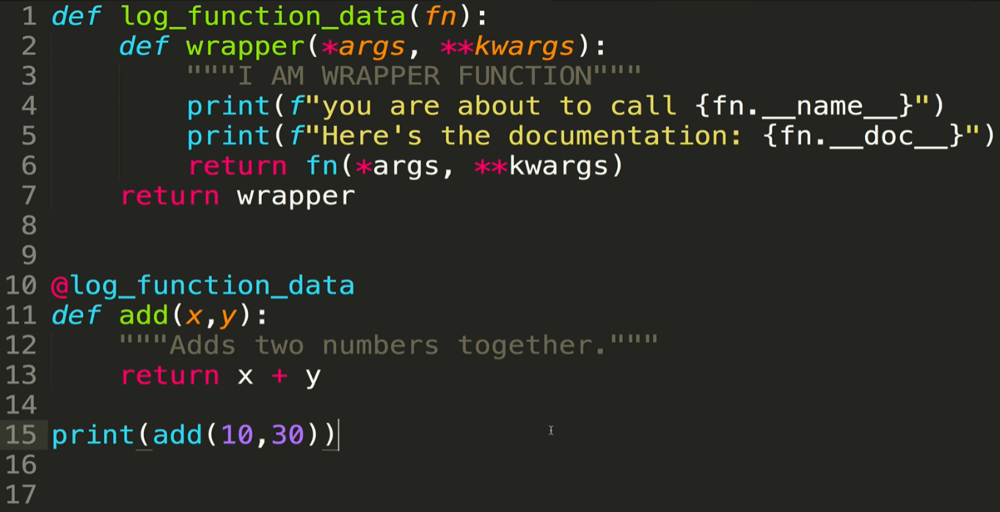 1 def log_function_data(fn):
2     def wrapper(*args, **kwargs):
3         """I AM WRAPPER FUNCTION"""
4         print(f"you are about to call {fn.__name__}")
5         print(f"Here's the documentation: {fn.__doc__}")
6         return fn(*args, **kwargs)
7     return wrapper
8
9
10 @log_function_data
11 def add(x,y):
12     """Adds two numbers together."""
13     return x + y
14
15 print(add(10,30))
16
17